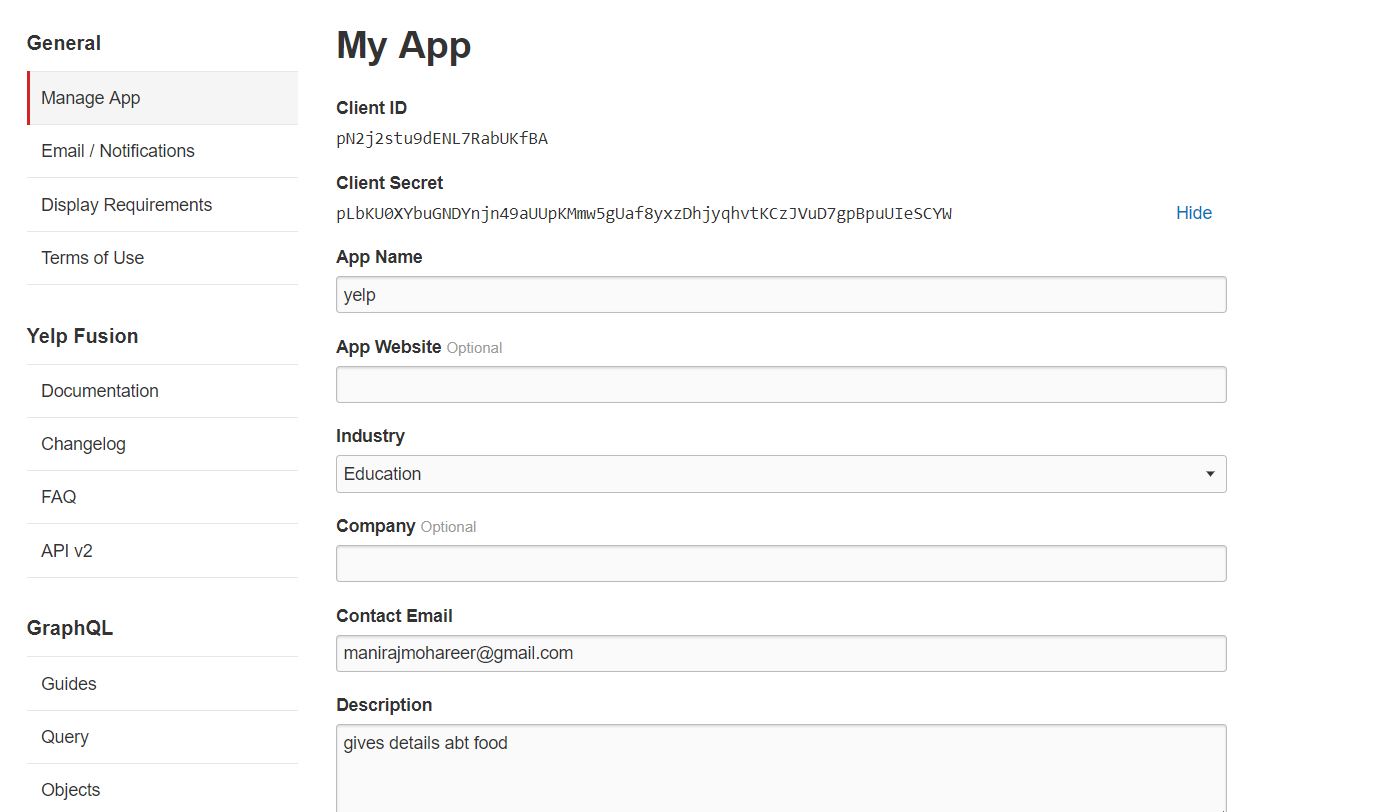 General
Manage App
Email / Notifications
Display Requirements
Terms of Use
Yelp Fusion
Documentation
Changelog
FAQ
API v2
GraphQL
Guides
Query
Objects
My App
Client ID
pN2j2stu9dENL7RabUKfBA
Client Secret
pLbKU0XYbuGNDYnjn49aUUpKMmw5gUaf8yxzDhjyqhvtKCzJVuD7gpBpuUIeSCYW Hide
App Name
yelp
App Website Optional
Industry
Education
Company Optional
Contact Email
manirajmohareer@gmail.com
Description
gives details abt food